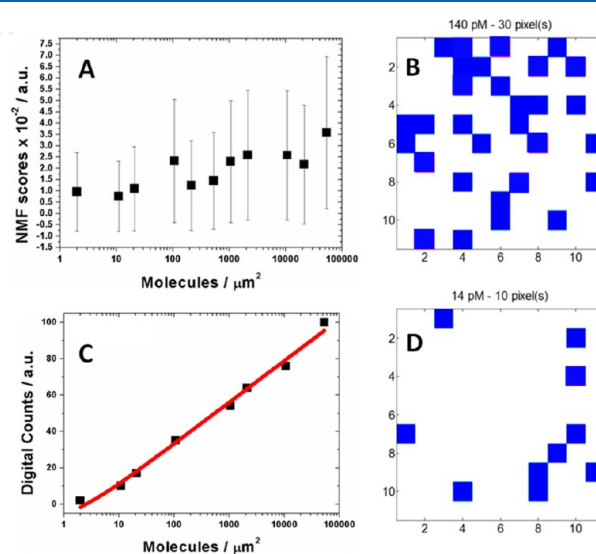 A
NMF scores x 10⁻² / a.u.
7.5
7.0
6.5
6.0
5.5
5.0
4.5
4.0
3.5
3.0
2.5
2.0
1.5
1.0
0.5
0.0
-0.5
-1.0
-1.5
1 10 100 1000 10000 100000
Molecules / μm²
140 pM - 30 pixel(s)
B
2
4
6
8
10
2 4 6 8 10
C
Digital Counts / a.u.
100
80
60
40
20
0
1 10 100 1000 10000 100000
Molecules / μm²
14 pM - 10 pixel(s)
D
2
4
6
8
10
2 4 6 8 10